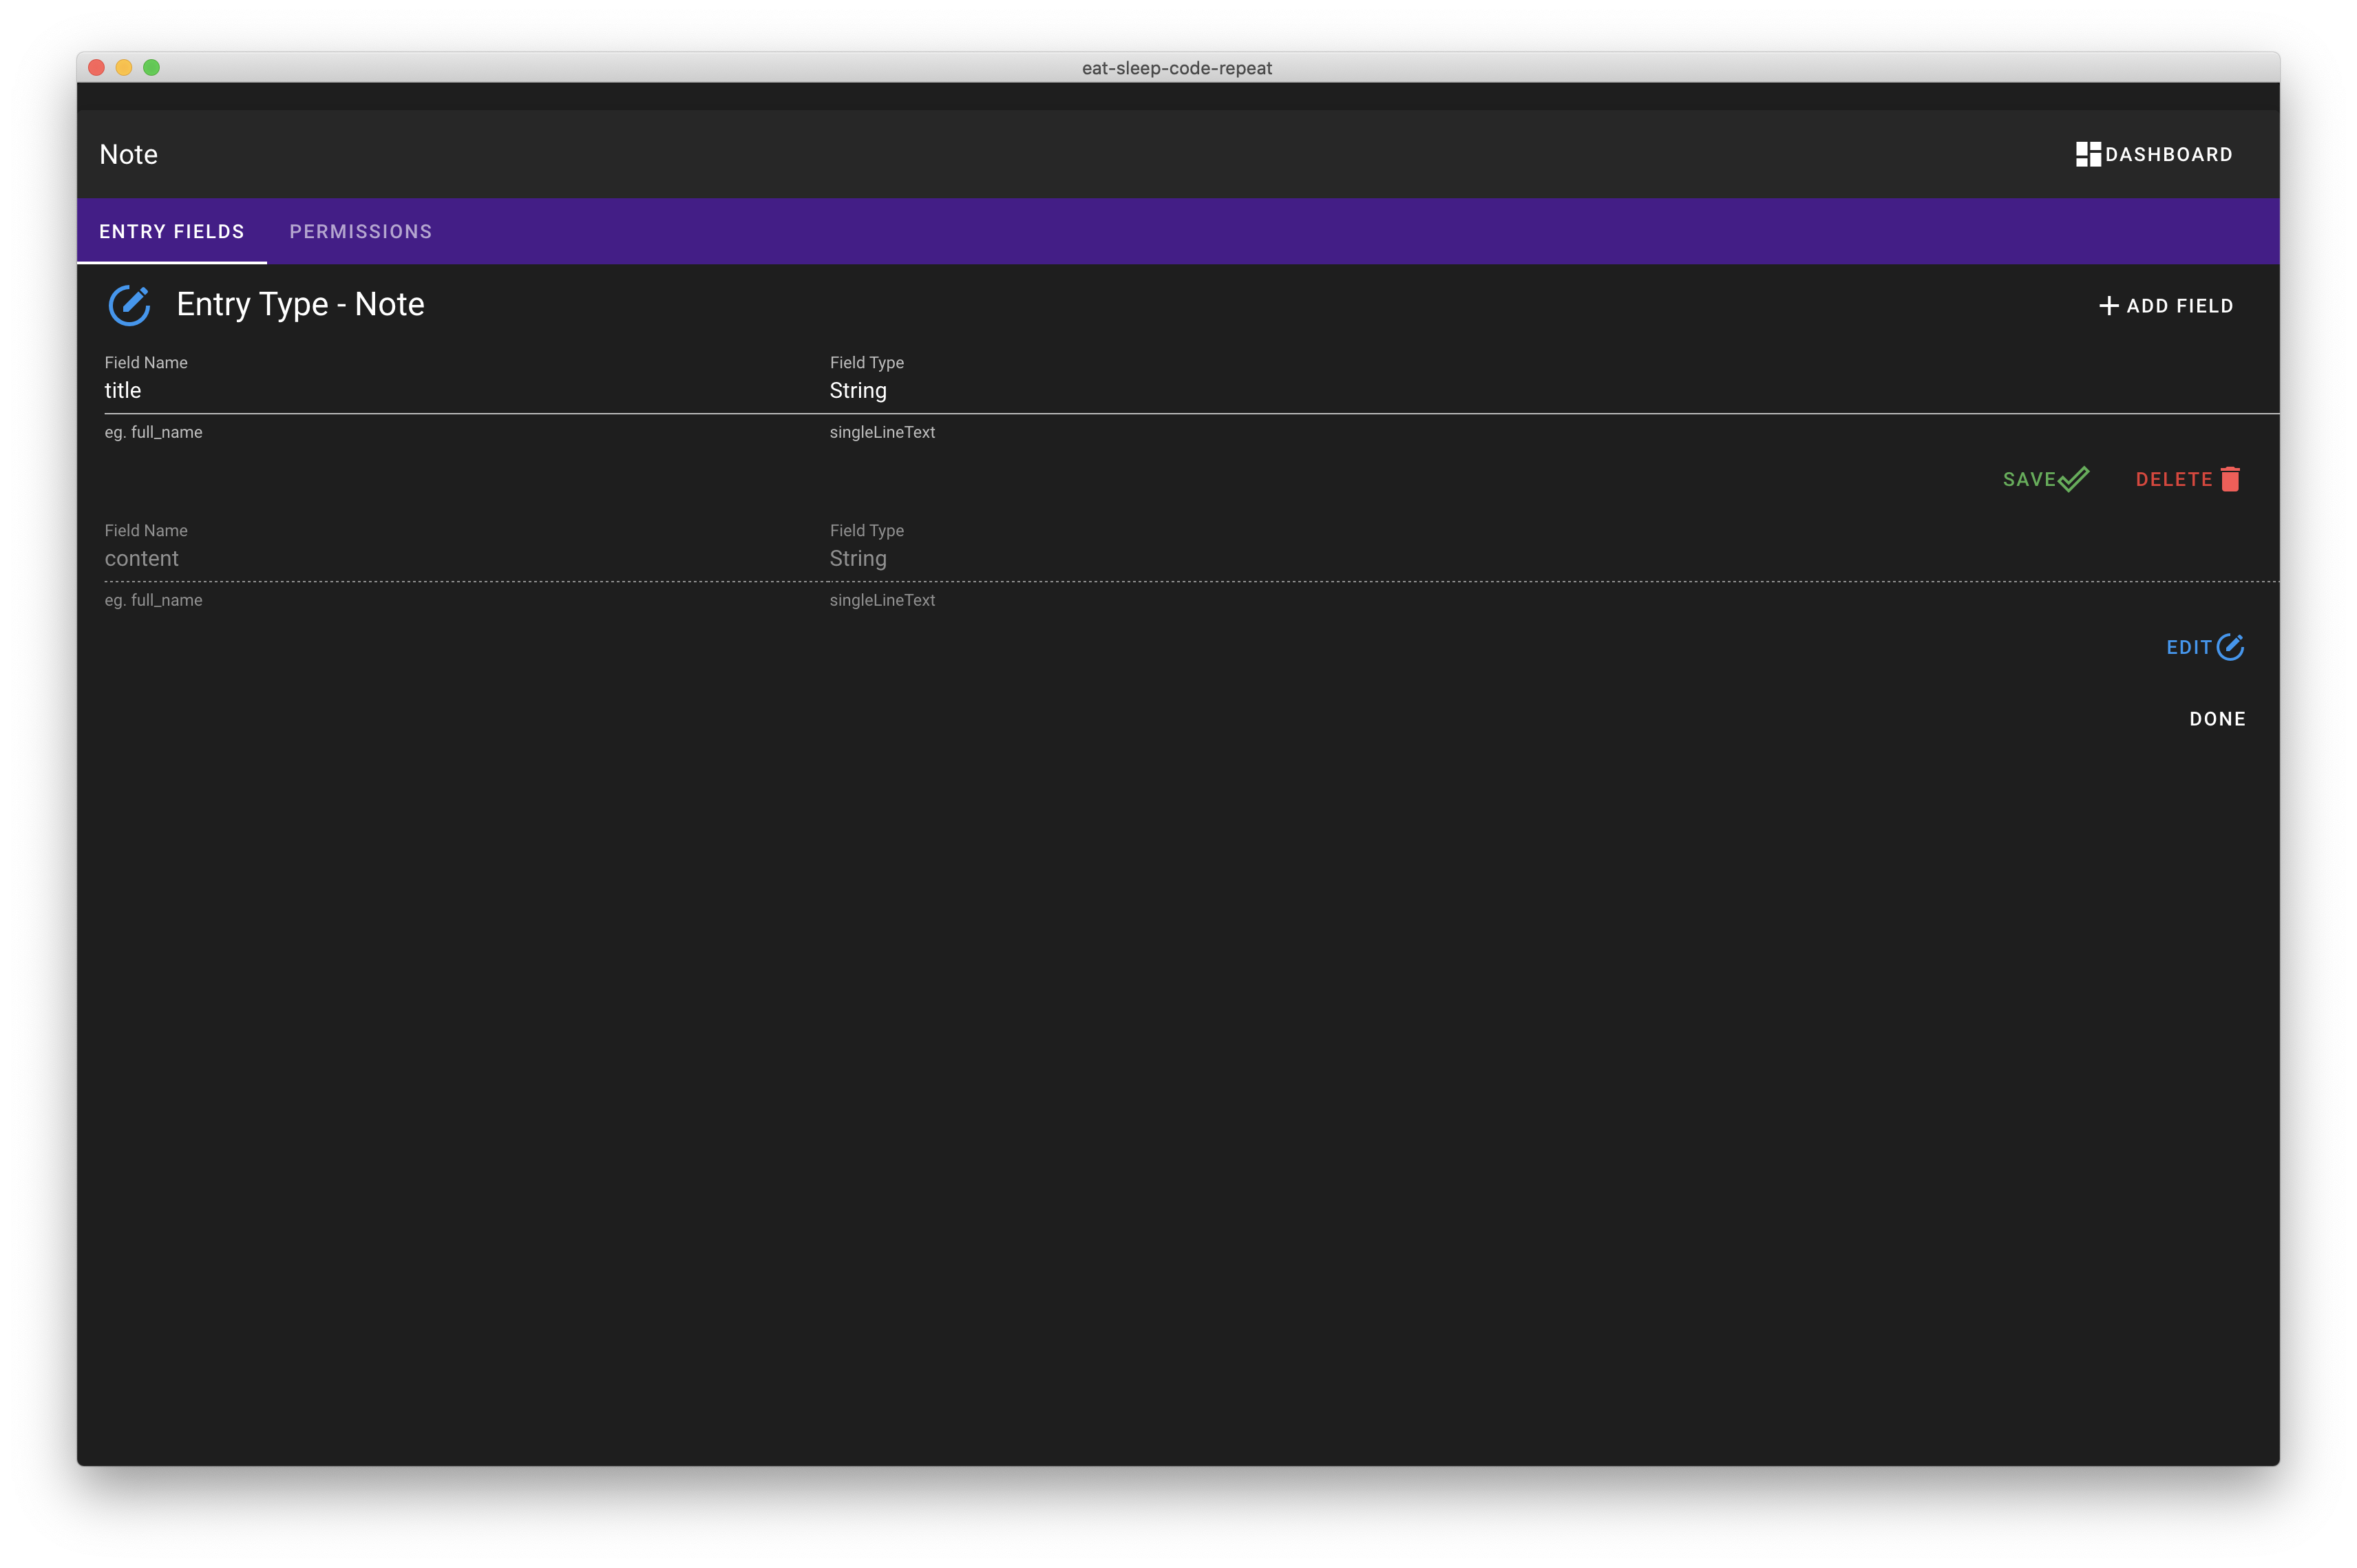 eat-sleep-code-repeat
Note
DASHBOARD
ENTRY FIELDS PERMISSIONS
Entry Type - Note
ADD FIELD
Field Name Field Type
title String
eg. full_name singleLineText
SAVE DELETE
Field Name Field Type
content String
eg. full_name singleLineText
EDIT
DONE